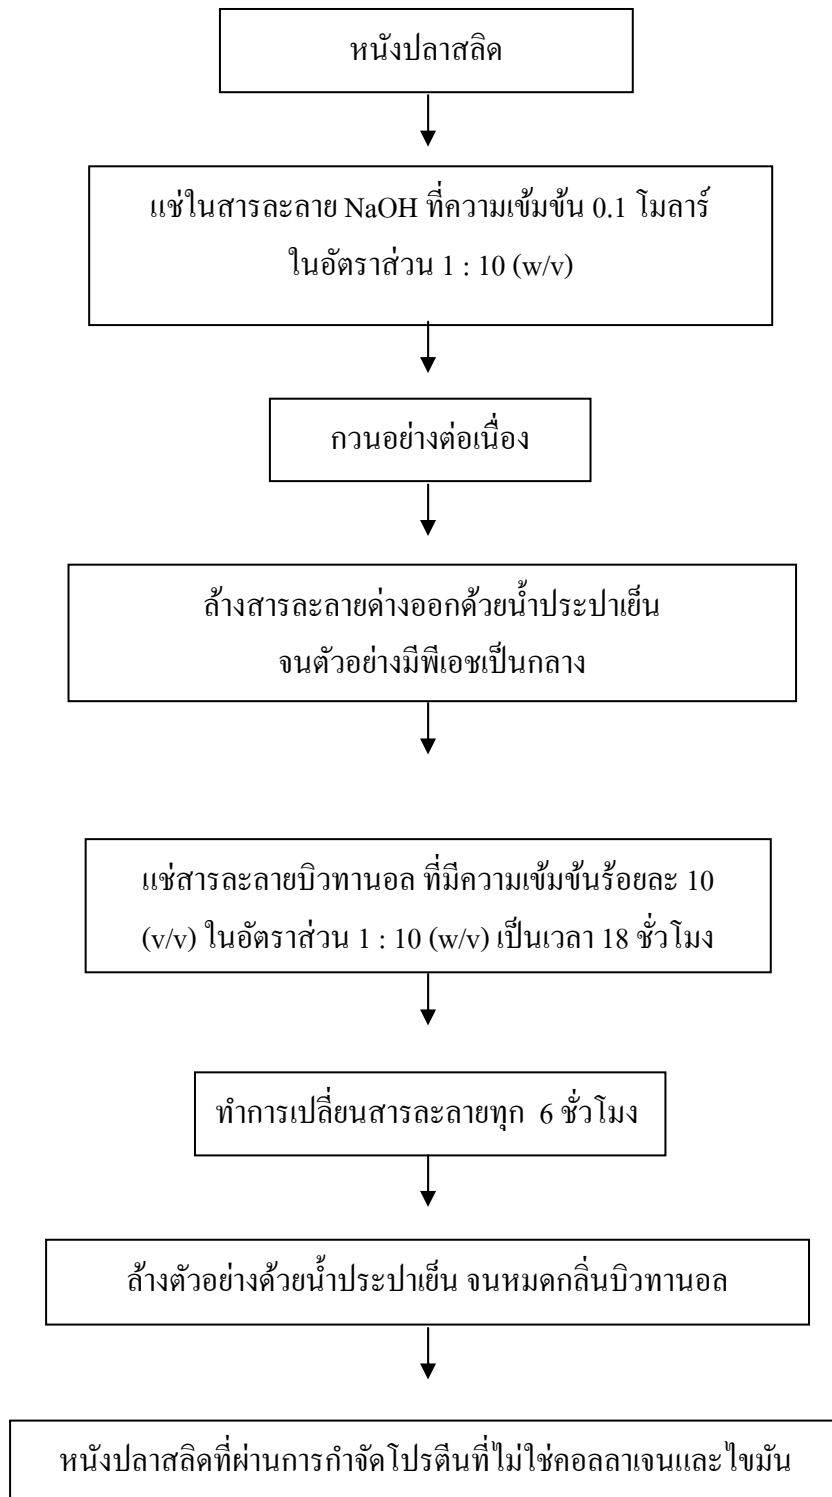 หนังปลาสลิด
แช่ในสารละลาย NaOH ที่ความเข้มข้น 0.1 โมลาร์
ในอัตราส่วน 1 : 10 (w/v)
กวนอย่างต่อเนื่อง
ล้างสารละลายด่างออกด้วยน้ำประปาเย็น
จนตัวอย่างมีพีเอชเป็นกลาง
แช่สารละลายบิวทานอล ที่มีความเข้มข้นร้อยละ 10
(v/v) ในอัตราส่วน 1 : 10 (w/v) เป็นเวลา 18 ชั่วโมง
ทำการเปลี่ยนสารละลายทุก 6 ชั่วโมง
ล้างตัวอย่างด้วยน้ำประปาเย็น จนหมดกลิ่นบิวทานอล
หนังปลาสลิดที่ผ่านการกำจัดโปรตีนที่ไม่ใช่คอลลาเจนและไขมัน